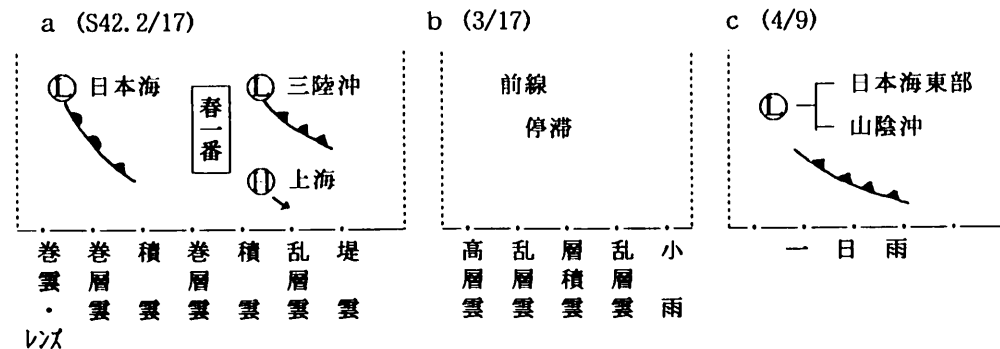 a (S42.2/17)
Ⓛ 日本海
春一番
Ⓛ 三陸沖
Ⓗ 上海
巻雲・レンズ
巻層雲
積雲
巻層雲
積雲
乱層雲
堤雲
b (3/17)
前線
停滞
高層雲
乱層雲
層積雲
乱層雲
小雨
c (4/9)
Ⓛ
日本海東部
山陰沖
一日雨